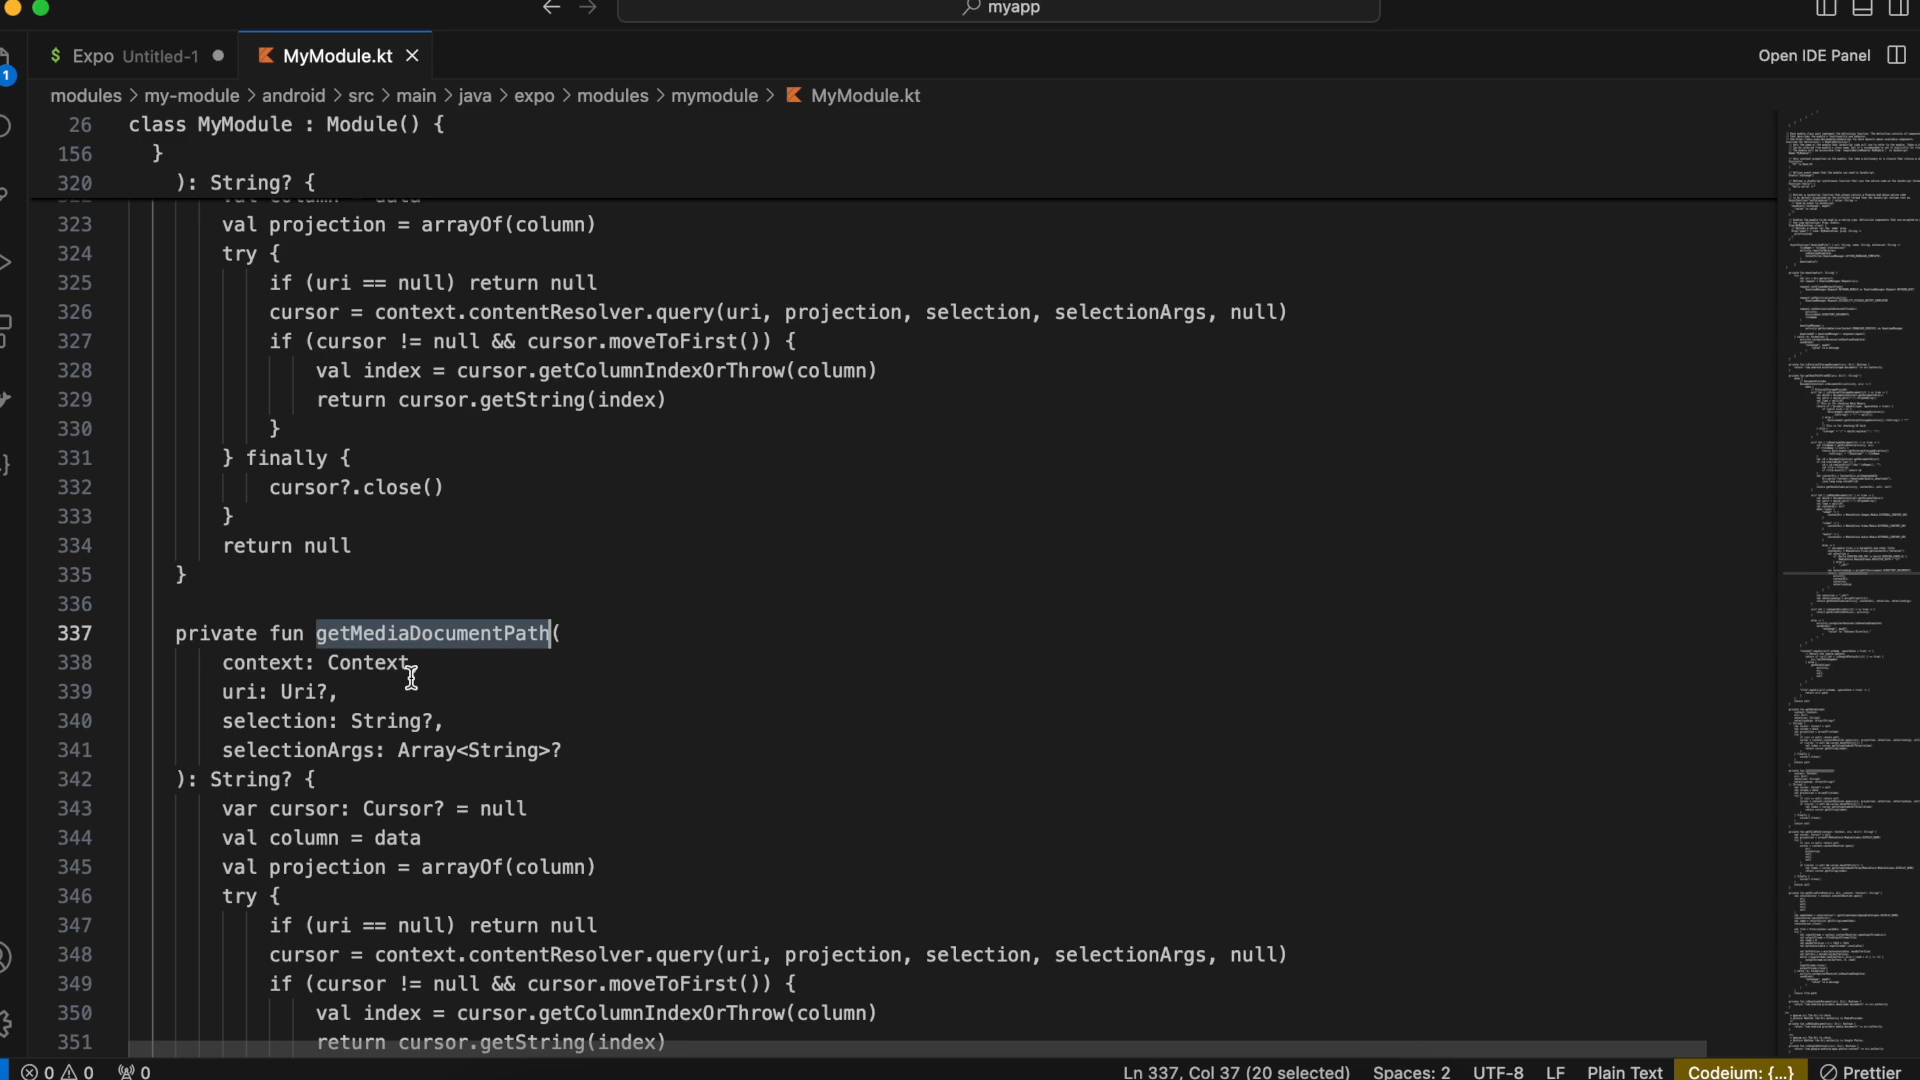 myapp
$ Expo Untitled-1
MyModule.kt
Open IDE Panel
1
modules > my-module > android > src > main > java > expo > modules > mymodule > MyModule.kt
26 class MyModule : Module() {
156 }
320 ): String? {
323 val projection = arrayOf(column)
324 try {
325 if (uri == null) return null
326 cursor = context.contentResolver.query(uri, projection, selection, selectionArgs, null)
327 if (cursor != null && cursor.moveToFirst()) {
328 val index = cursor.getColumnIndexOrThrow(column)
329 return cursor.getString(index)
330 }
331 } finally {
332 cursor?.close()
333 }
334 return null
335 }
336
337 private fun getMediaDocumentPath(
338 context: Context,
339 uri: Uri?,
340 selection: String?,
341 selectionArgs: Array<String>?
342 ): String? {
343 var cursor: Cursor? = null
344 val column = data
345 val projection = arrayOf(column)
346 try {
347 if (uri == null) return null
348 cursor = context.contentResolver.query(uri, projection, selection, selectionArgs, null)
349 if (cursor != null && cursor.moveToFirst()) {
350 val index = cursor.getColumnIndexOrThrow(column)
351 return cursor.getString(index)
0 0 0 Ln 337, Col 37 (20 selected) Spaces: 2 UTF-8 LF Plain Text Codeium: {...} Prettier